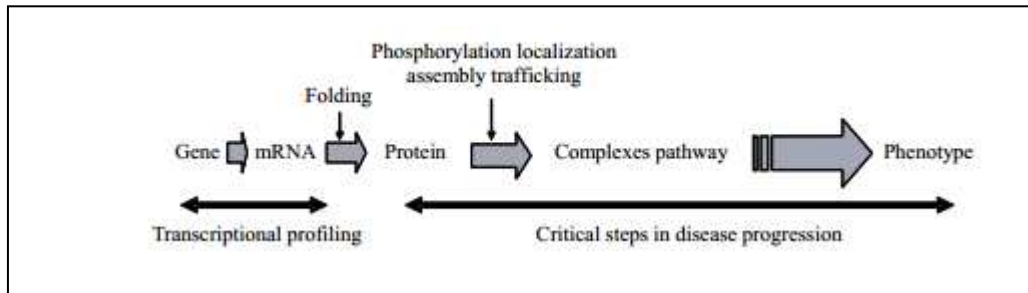 Phosphorylation localization
assembly trafficking
Folding
Gene mRNA Protein Complexes pathway Phenotype
Transcriptional profiling Critical steps in disease progression